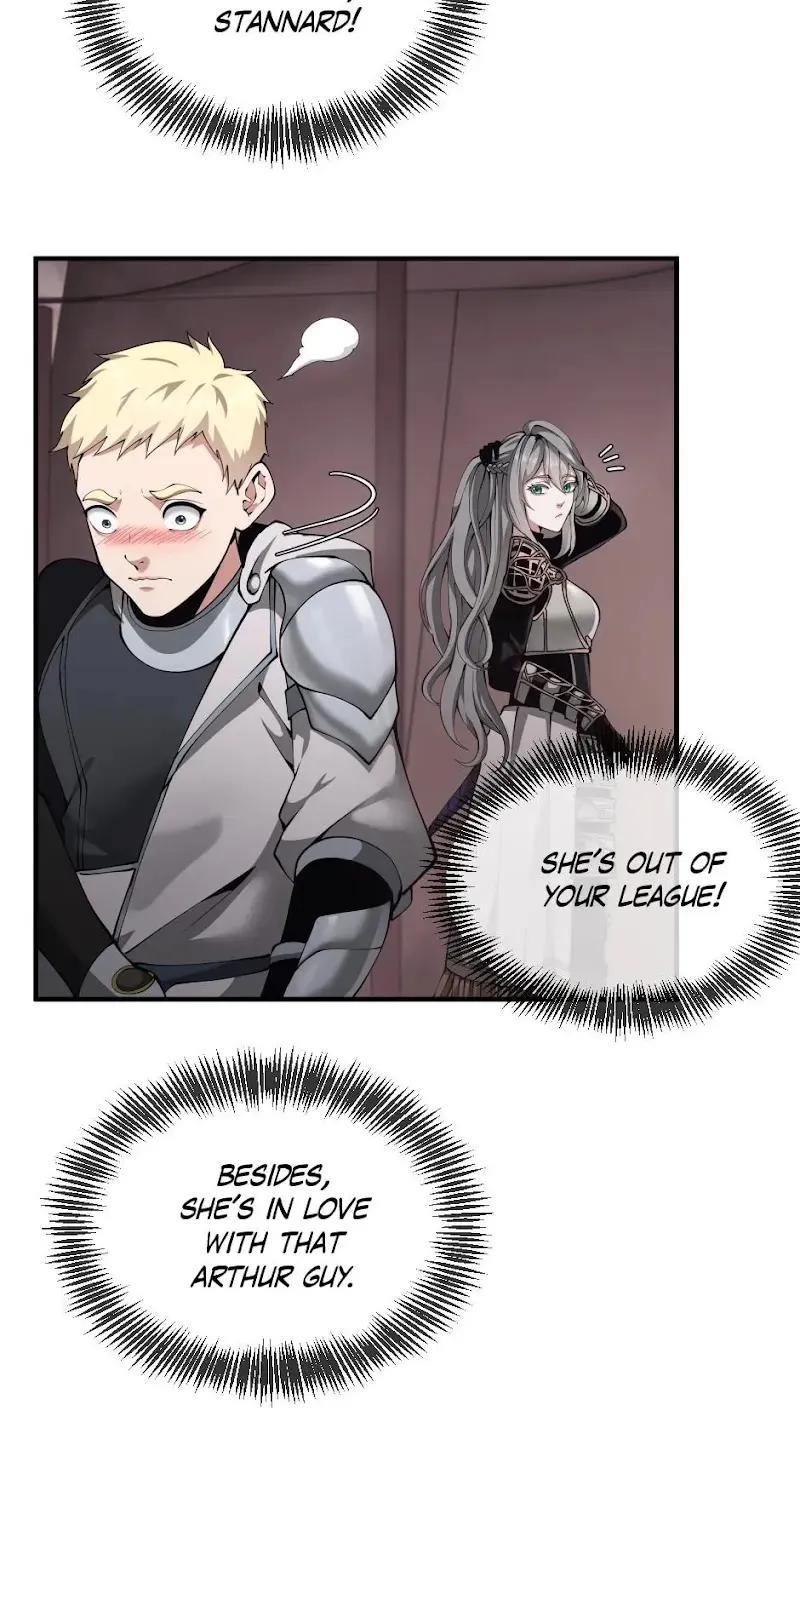 STANNARD!
SHE'S OUT OF
YOUR LEAGUE!
BESIDES,
SHE'S IN LOVE
WITH THAT
ARTHUR GUY.